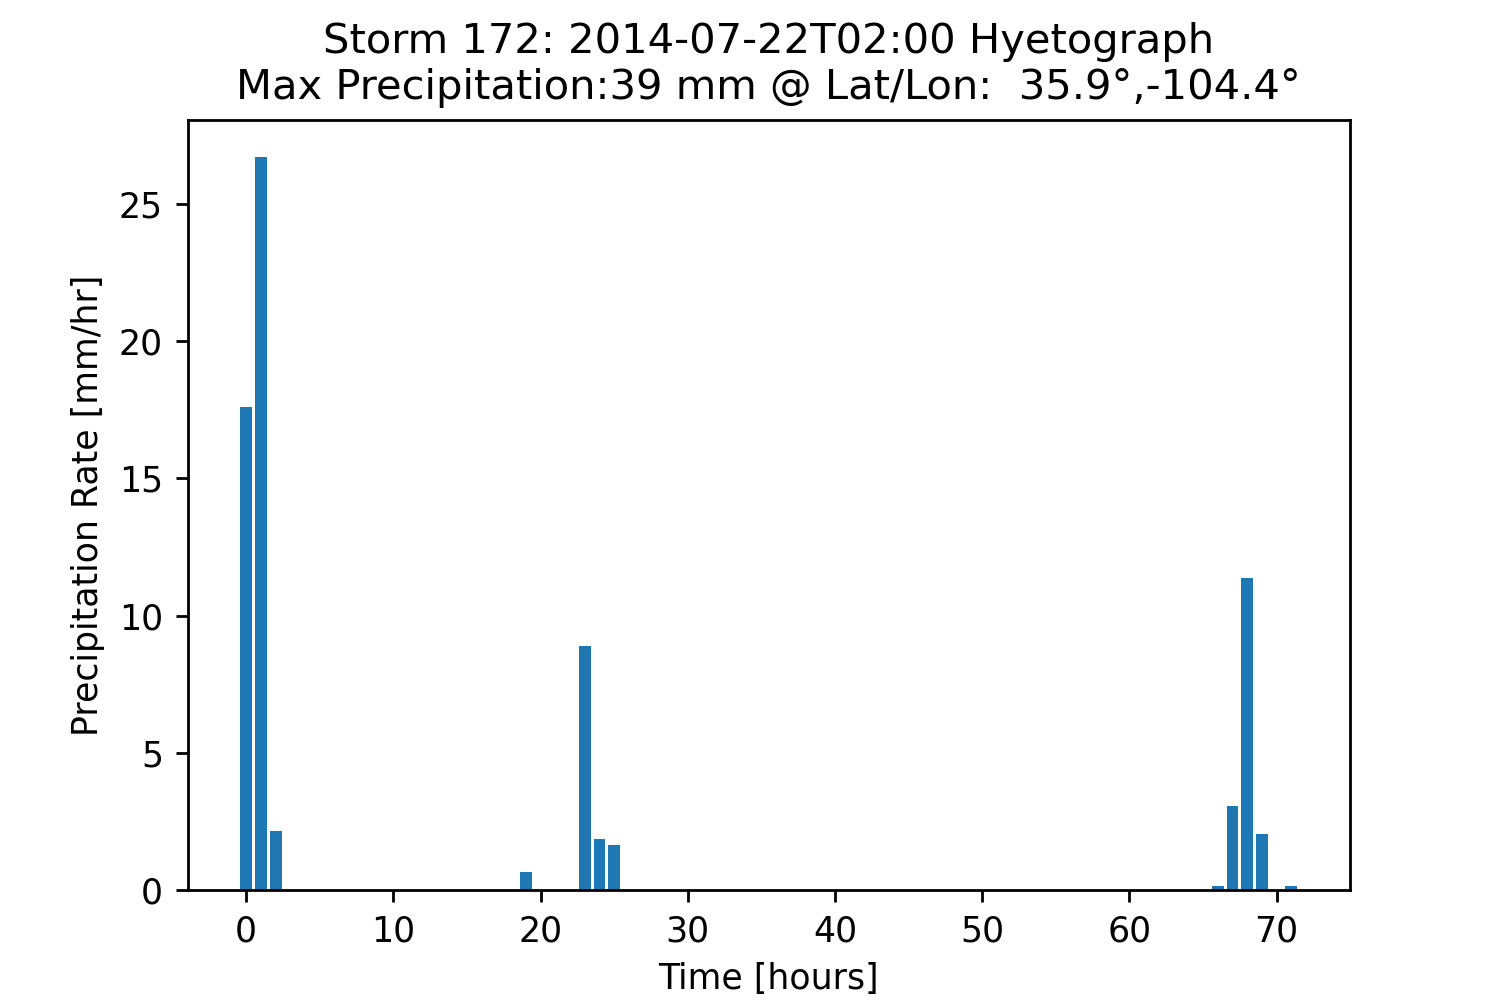 Storm 172: 2014-07-22T02:00 Hyetograph
Max Precipitation:39 mm @ Lat/Lon:  35.9°,-104.4°
Precipitation Rate [mm/hr]
25
20
15
10
5
0
0 10 20 30 40 50 60 70
Time [hours]